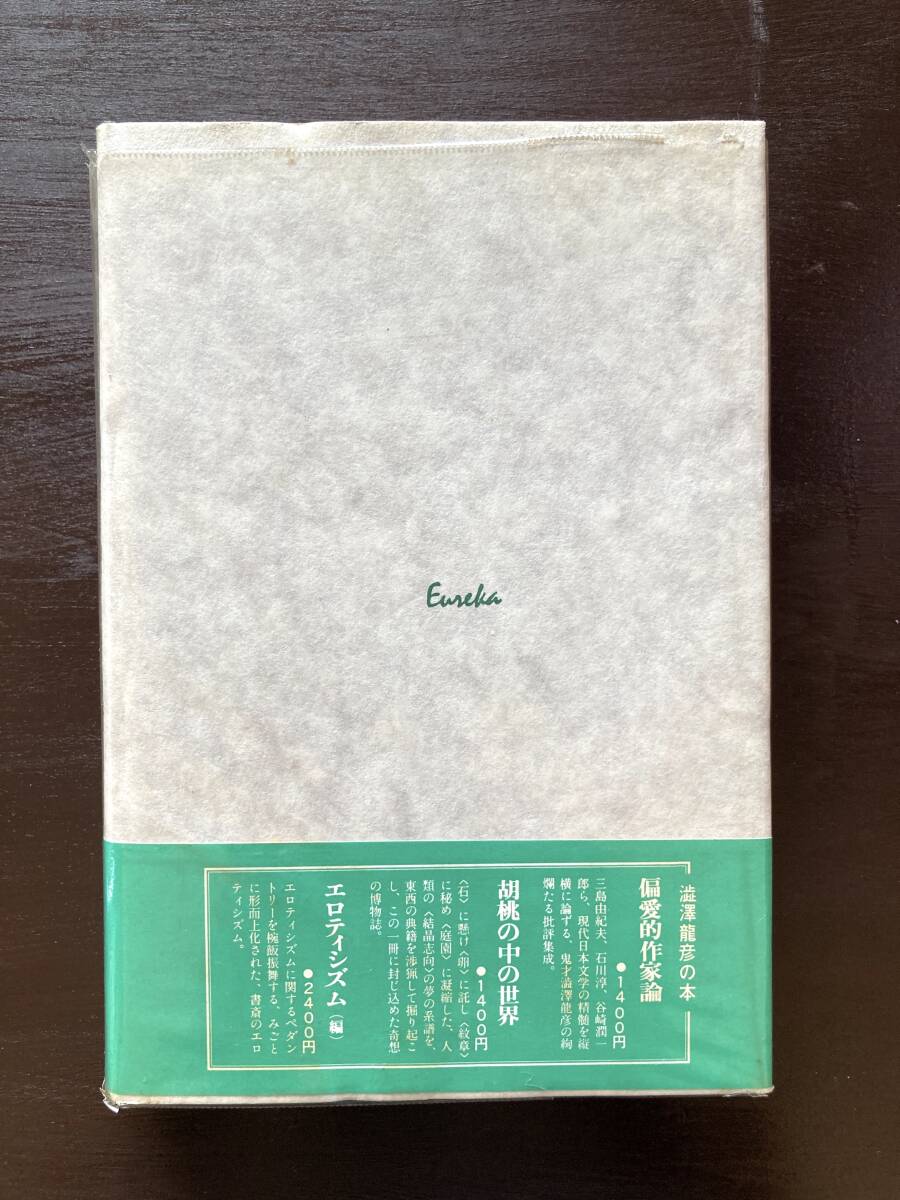 Eureka
澁澤龍彦の本
偏愛的作家論
●1400円
三島由紀夫、石川淳、谷崎潤一
郎ら、現代日本文学の精髄を縦
横に論ずる、鬼才澁澤龍彦の絢
爛たる批評集成。
胡桃の中の世界
●1400円
〈石〉に懸け〈卵〉に託し〈紋章〉
に秘め〈庭園〉に凝縮した、人
類の〈結晶志向〉の夢の系譜を、
東西の典籍を渉猟して掘り起こ
し、この一冊に封じ込めた奇想
の博物誌。
エロティシズム(編)
●2400円
エロティシズムに関するペダン
トリーを椀飯振舞する、みごと
に形而上化された、書斎のエロ
ティシズム。